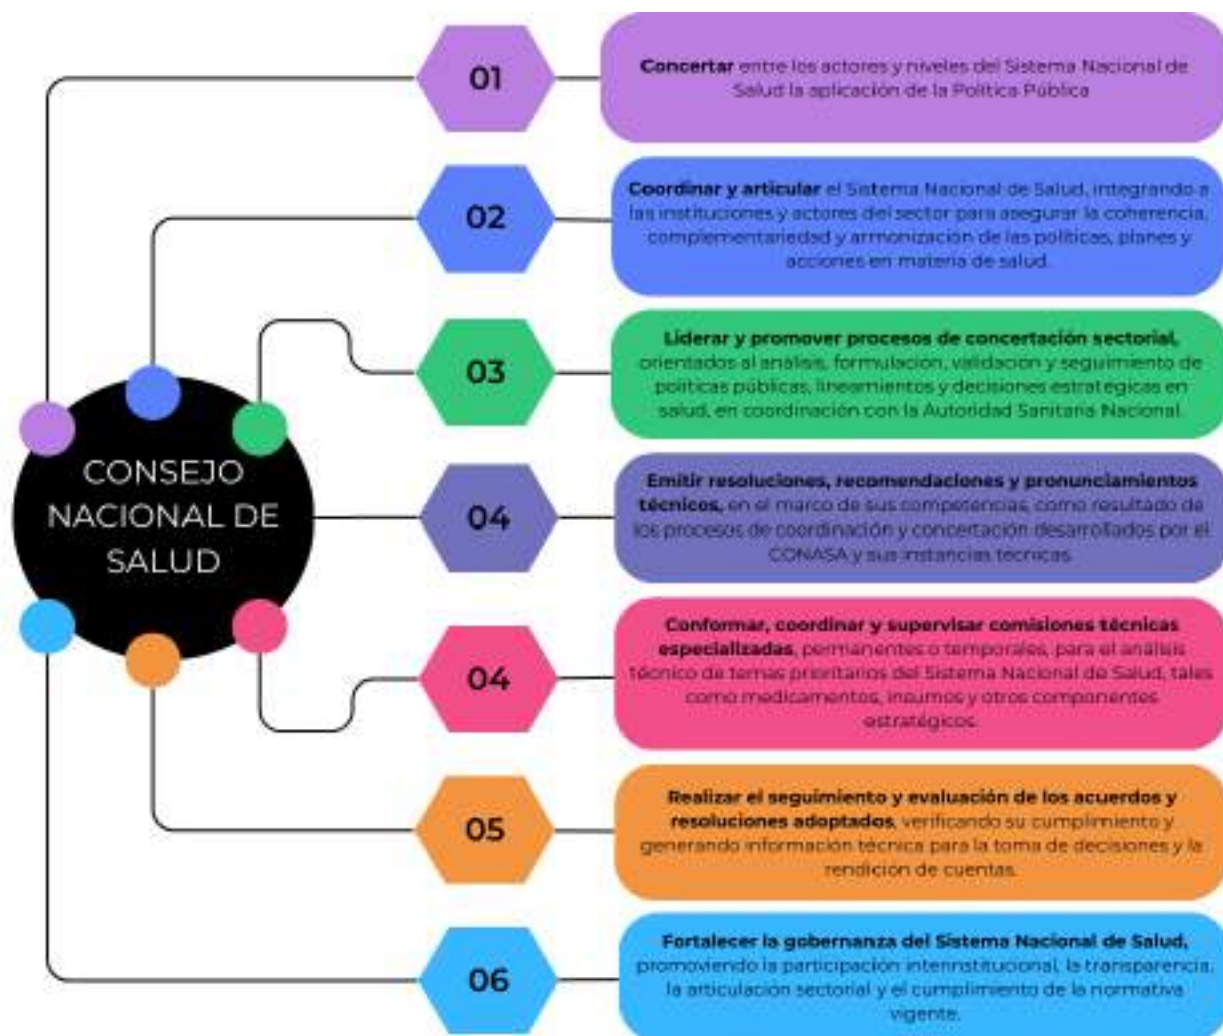 01
Concertar entre los actores y niveles del Sistema Nacional de
Salud la aplicación de la Política Pública
02
Coordinar y articular el Sistema Nacional de Salud, integrando a
las instituciones y actores del sector para asegurar la coherencia,
complementariedad y armonización de las políticas, planes y
acciones en materia de salud.
03
Liderar y promover procesos de concertación sectorial,
orientados al análisis, formulación, validación y seguimiento de
políticas públicas, lineamientos y decisiones estratégicas en
salud, en coordinación con la Autoridad Sanitaria Nacional.
CONSEJO
NACIONAL DE
SALUD
04
Emitir resoluciones, recomendaciones y pronunciamientos
técnicos, en el marco de sus competencias, como resultado de
los procesos de coordinación y concertación desarrollados por el
CONASA y sus instancias técnicas.
04
Conformar, coordinar y supervisar comisiones técnicas
especializadas, permanentes o temporales, para el análisis
técnico de temas prioritarios del Sistema Nacional de Salud, tales
como medicamentos, insumos y otros componentes
estratégicos.
05
Realizar el seguimiento y evaluación de los acuerdos y
resoluciones adoptados, verificando su cumplimiento y
generando información técnica para la toma de decisiones y la
rendición de cuentas.
06
Fortalecer la gobernanza del Sistema Nacional de Salud,
promoviendo la participación interinstitucional, la transparencia,
la articulación sectorial y el cumplimiento de la normativa
vigente.